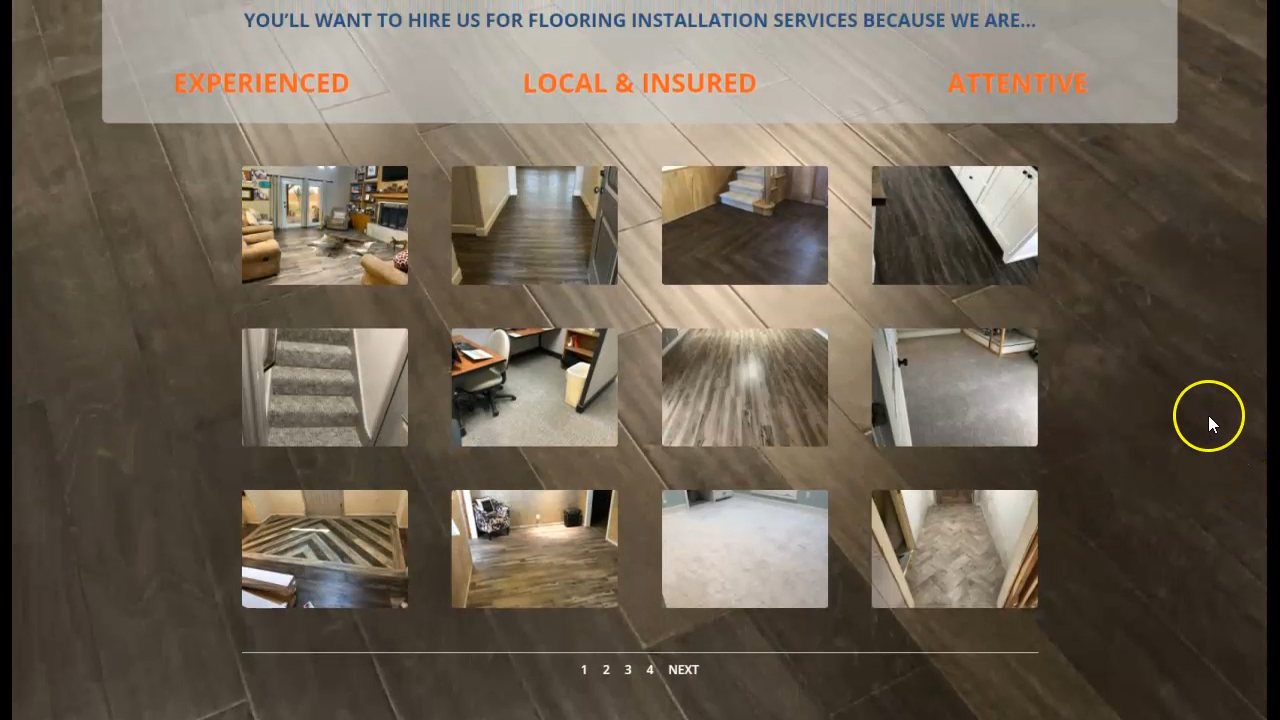 YOU'LL WANT TO HIRE US FOR FLOORING INSTALLATION SERVICES BECAUSE WE ARE...
EXPERIENCED LOCAL & INSURED ATTENTIVE
1 2 3 4 NEXT